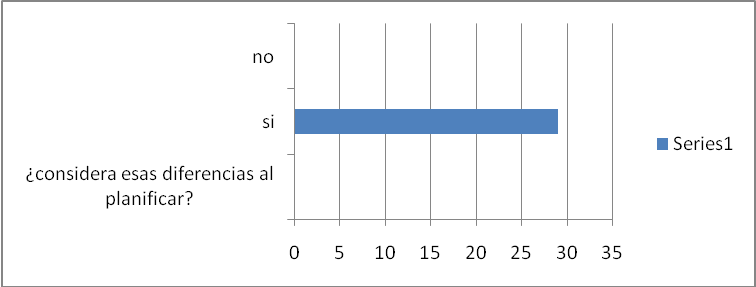 no
si
¿considera esas diferencias al
planificar?
0 5 10 15 20 25 30 35
Series1